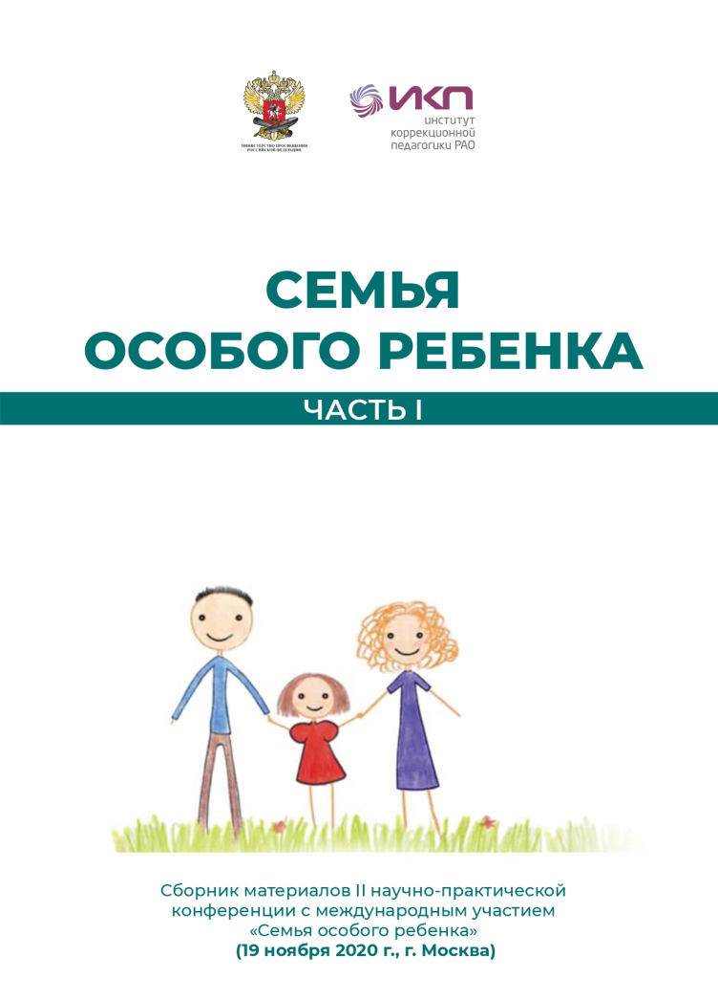 МИНИСТЕРСТВО ПРОСВЕЩЕНИЯ
РОССИЙСКОЙ ФЕДЕРАЦИИ
ИКП
институт
коррекционной
педагогики РАО
СЕМЬЯ
ОСОБОГО РЕБЕНКА
ЧАСТЬ I
Сборник материалов II научно-практической
конференции с международным участием
«Семья особого ребенка»
(19 ноября 2020 г., г. Москва)